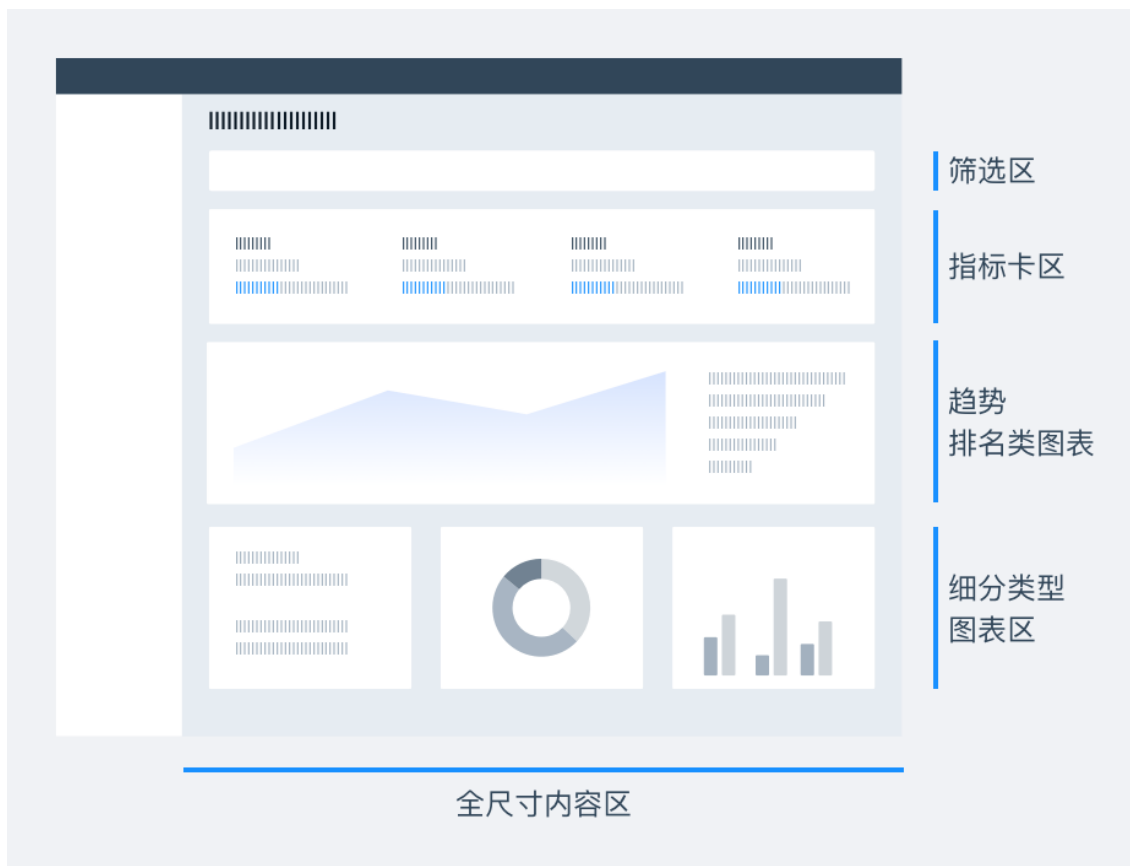 筛选区
指标卡区
趋势
排名类图表
细分类型
图表区
全尺寸内容区